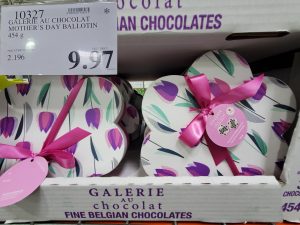 10327
GALERIE AU CHOCOLAT
MOTHER'S DAY BALLOTIN
454 g
2.196
9.97
chocolat
BELGIAN CHOCOLATES
GALERIE
AU
chocolat
FINE BELGIAN CHOCOLATES
454